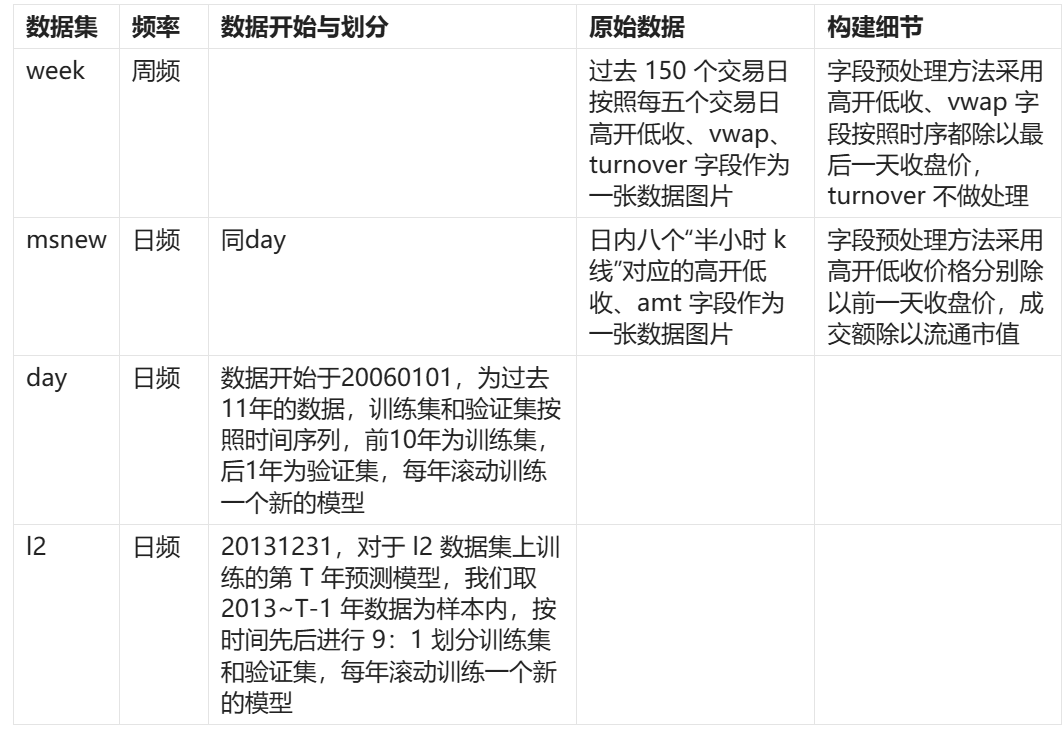 数据集 频率 数据开始与划分 原始数据 构建细节
week 周频
过去 150 个交易日
按照每五个交易日
高开低收、vwap、
turnover 字段作为
一张数据图片
字段预处理方法采用
高开低收、vwap 字
段按照时序都除以最
后一天收盘价，
turnover 不做处理
msnew 日频 同day
日内八个“半小时 k
线”对应的高开低
收、amt 字段作为
一张数据图片
字段预处理方法采用
高开低收价格分别除
以前一天收盘价，成
交额除以流通市值
day 日频
数据开始于20060101，为过去
11年的数据，训练集和验证集按
照时间序列，前10年为训练集，
后1年为验证集，每年滚动训练
一个新的模型
l2 日频
20131231，对于 l2 数据集上训
练的第 T 年预测模型，我们取
2013~T-1 年数据为样本内，按
时间先后进行 9：1 划分训练集
和验证集，每年滚动训练一个新
的模型